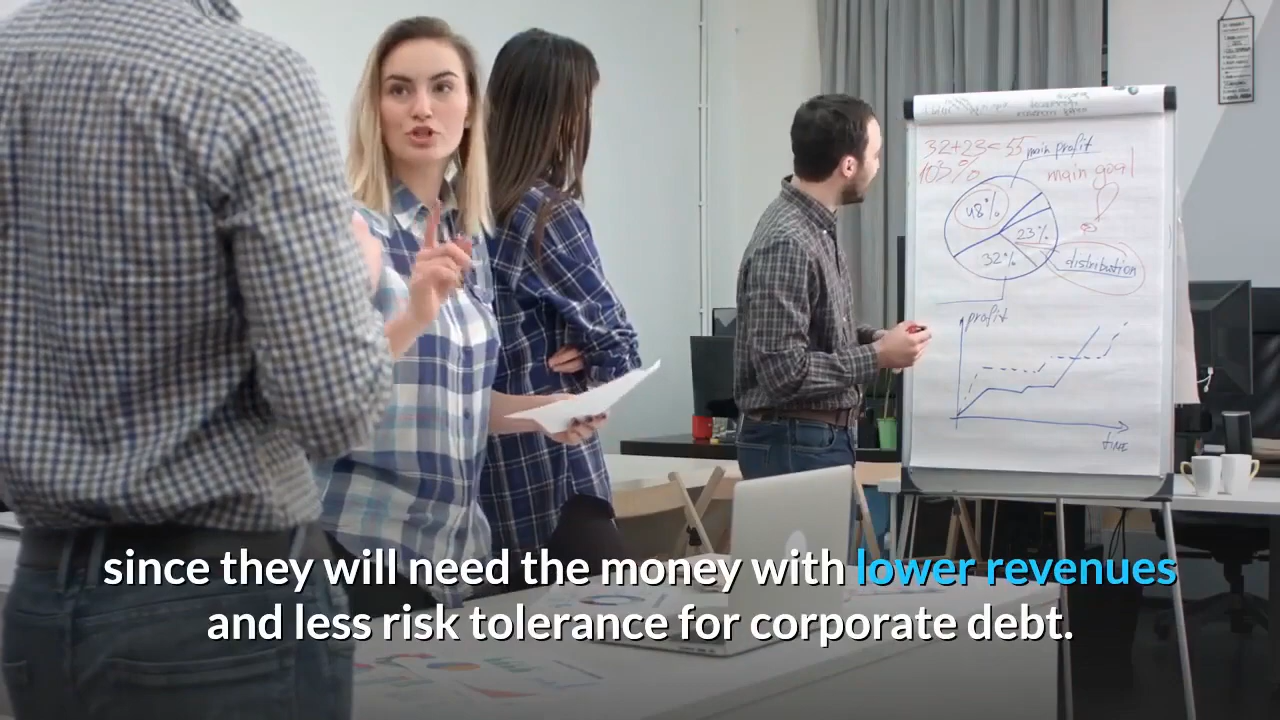 32+23=55 main profit
103% main goal
48%
23%
32%
distribution
profit
time
since they will need the money with lower revenues
and less risk tolerance for corporate debt.